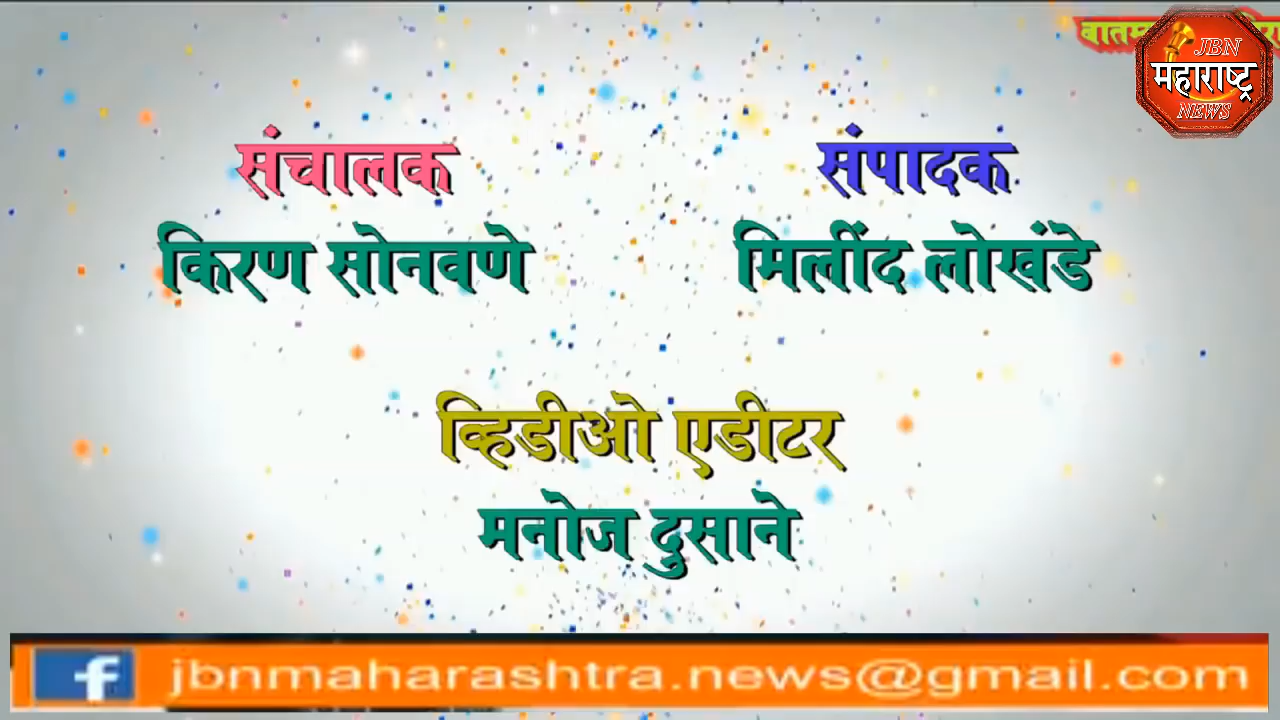 JBN
महाराष्ट्र
NEWS
संचालक
किरण सोनवणे
संपादक
मिलींद लोखंडे
व्हिडीओ एडीटर
मनोज दुसाने
f jbnmaharashtra.news@gmail.com